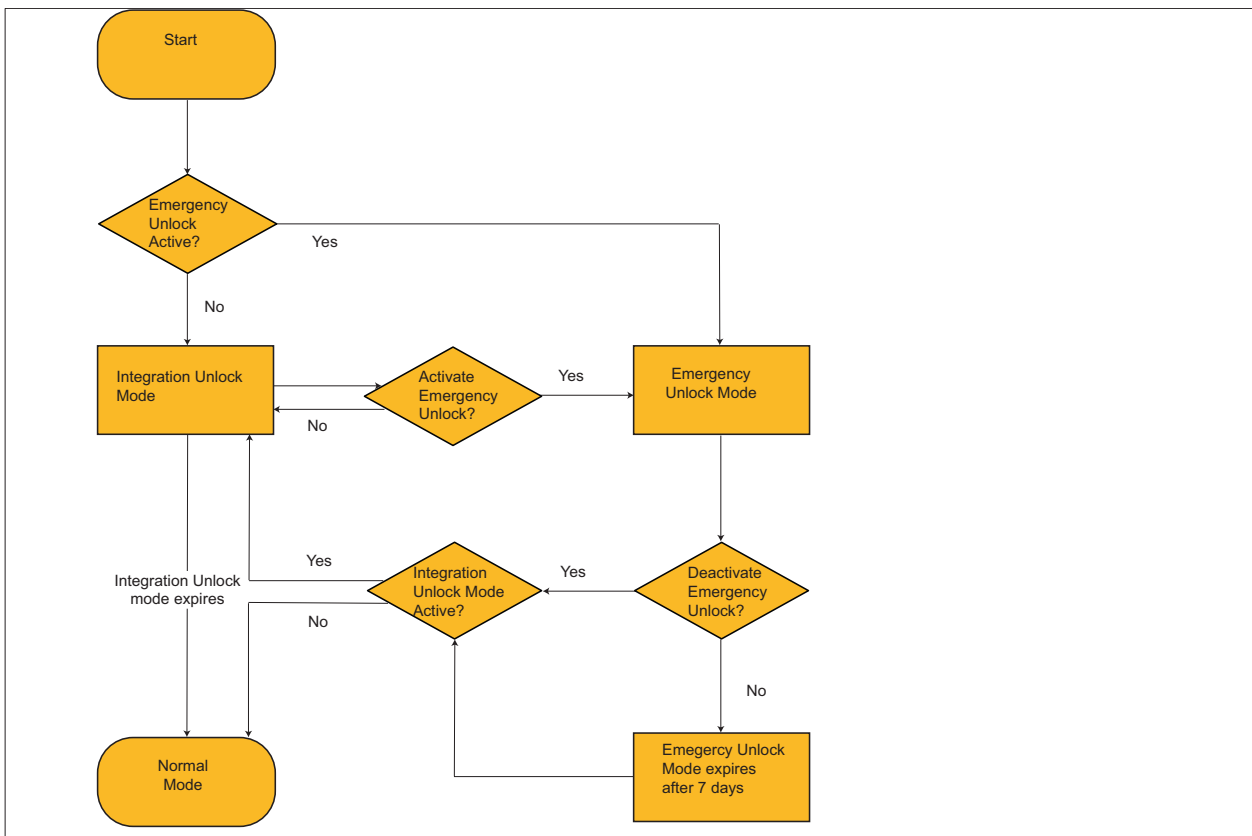 Start
Emergency
Unlock
Active?
Yes
No
Integration Unlock
Mode
Activate
Emergency
Unlock?
Yes
No
Emergency
Unlock Mode
Integration Unlock
mode expires
Yes
No
Integration
Unlock Mode
Active?
Yes
Deactivate
Emergency
Unlock?
No
Normal
Mode
Emegency Unlock
Mode expires
after 7 days